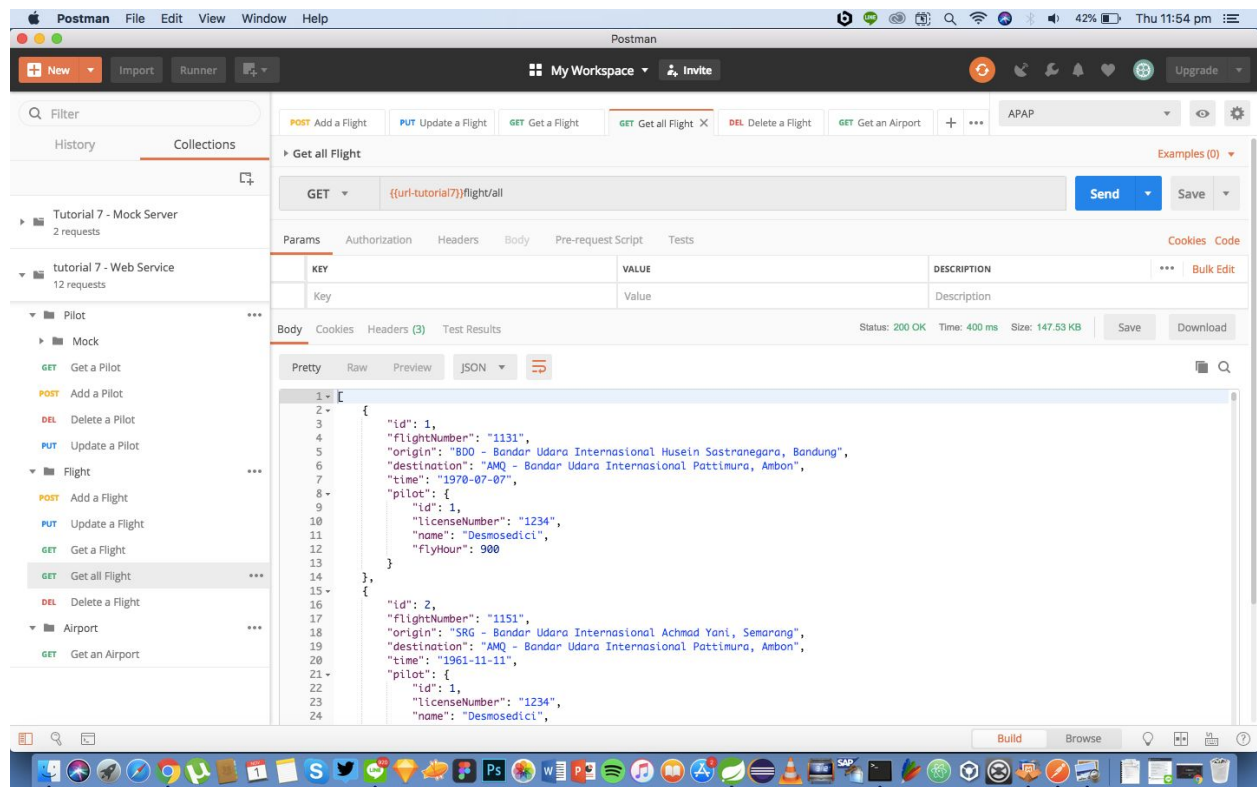 Postman File Edit View Window Help 42% Thu 11:54 pm
Postman
New Import Runner My Workspace Invite Upgrade
Filter
History Collections
Tutorial 7 - Mock Server
2 requests
tutorial 7 - Web Service
12 requests
Pilot
Mock
GET Get a Pilot
POST Add a Pilot
DEL Delete a Pilot
PUT Update a Pilot
Flight
POST Add a Flight
PUT Update a Flight
GET Get a Flight
GET Get all Flight
DEL Delete a Flight
Airport
GET Get an Airport
POST Add a Flight PUT Update a Flight GET Get a Flight GET Get all Flight DEL Delete a Flight GET Get an Airport APAP
Get all Flight Examples (0)
GET {{url-tutorial7}}flight/all Send Save
Params Authorization Headers Body Pre-request Script Tests Cookies Code
KEY VALUE DESCRIPTION Bulk Edit
Key Value Description
Body Cookies Headers (3) Test Results Status: 200 OK Time: 400 ms Size: 147.53 KB Save Download
Pretty Raw Preview JSON
1 [
2 {
3 "id": 1,
4 "flightNumber": "1131",
5 "origin": "BDO - Bandar Udara Internasional Husein Sastranegara, Bandung",
6 "destination": "AMQ - Bandar Udara Internasional Pattimura, Ambon",
7 "time": "1970-07-07",
8 "pilot": {
9 "id": 1,
10 "licenseNumber": "1234",
11 "name": "Desmosedici",
12 "flyHour": 900
13 }
14 },
15 {
16 "id": 2,
17 "flightNumber": "1151",
18 "origin": "SRG - Bandar Udara Internasional Achmad Yani, Semarang",
19 "destination": "AMQ - Bandar Udara Internasional Pattimura, Ambon",
20 "time": "1961-11-11",
21 "pilot": {
22 "id": 1,
23 "licenseNumber": "1234",
24 "name": "Desmosedici",
Build Browse